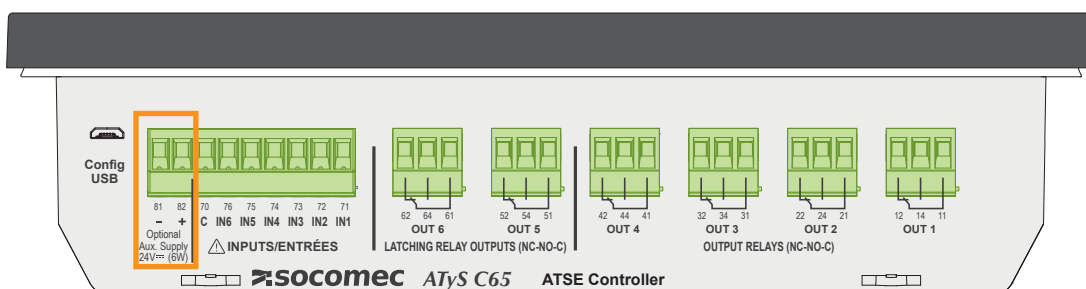 Config
USB
81 82 70 76 75 74 73 72 71
– + C IN6 IN5 IN4 IN3 IN2 IN1
Optional
Aux. Supply
24V⎓ (6W)
INPUTS/ENTRÉES
62 64 61
OUT 6
52 54 51
OUT 5
LATCHING RELAY OUTPUTS (NC-NO-C)
42 44 41
OUT 4
32 34 31
OUT 3
22 24 21
OUT 2
12 14 11
OUT 1
OUTPUT RELAYS (NC-NO-C)
socomec ATyS C65 ATSE Controller